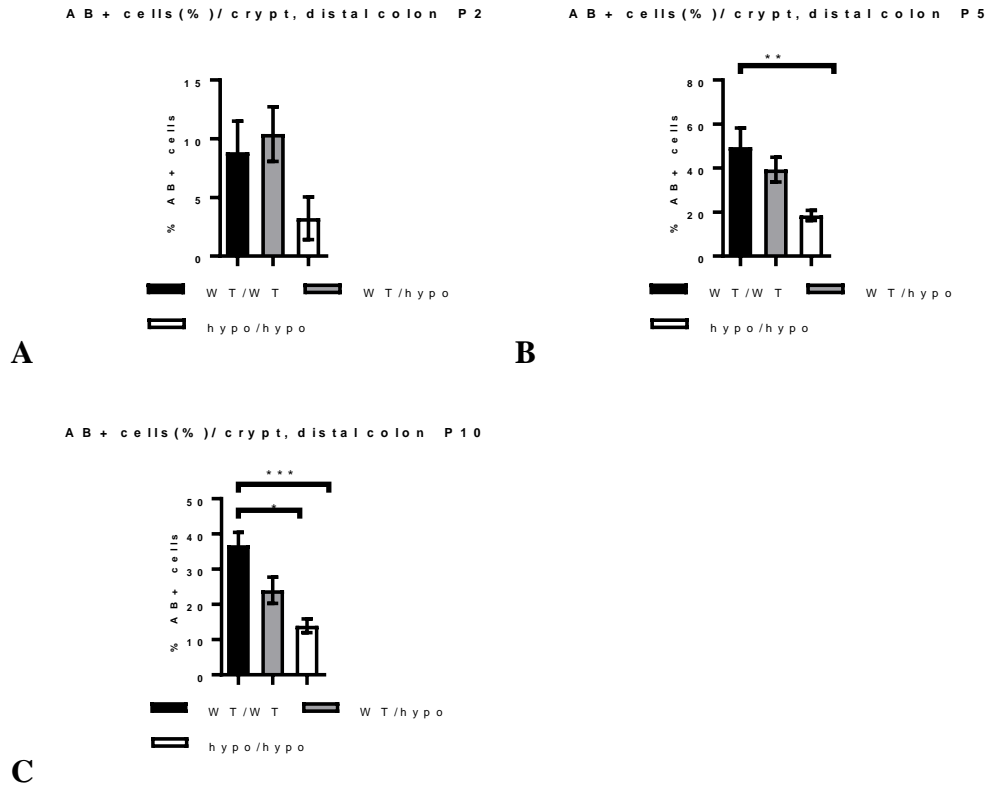 AB+ cells(%)/ crypt, distal colon P2
15
10
5
0
% AB+ cells
WT/WT WT/hypo
hypo/hypo
A
AB+ cells(%)/ crypt, distal colon P5
**
80
60
40
20
0
% AB+ cells
WT/WT WT/hypo
hypo/hypo
B
AB+ cells(%)/ crypt, distal colon P10
***
*
50
40
30
20
10
0
% AB+ cells
WT/WT WT/hypo
hypo/hypo
C